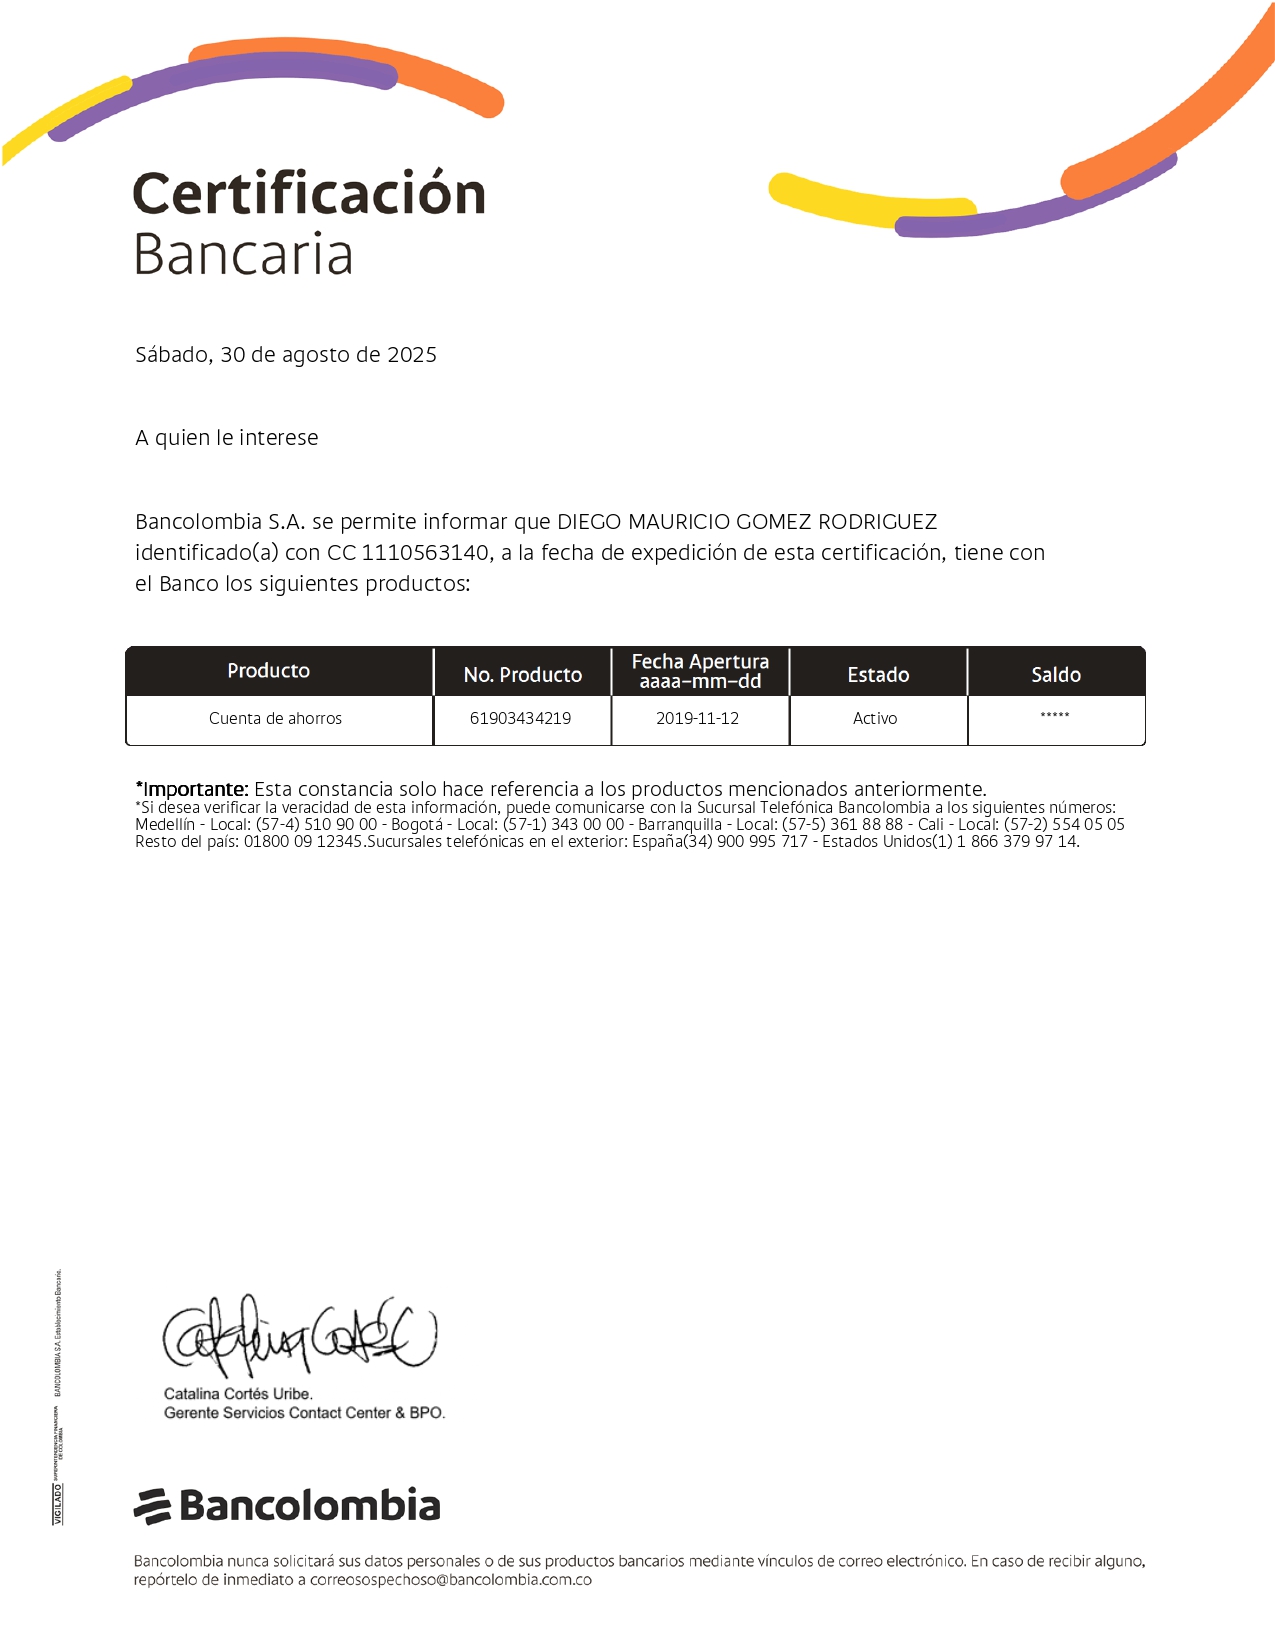 Certificación
Bancaria
Sábado, 30 de agosto de 2025
A quien le interese
Bancolombia S.A. se permite informar que DIEGO MAURICIO GOMEZ RODRIGUEZ
identificado(a) con CC 1110563140, a la fecha de expedición de esta certificación, tiene con
el Banco los siguientes productos:
Producto No. Producto Fecha Apertura aaaa-mm-dd Estado Saldo
Cuenta de ahorros 61903434219 2019-11-12 Activo *****
*Importante: Esta constancia solo hace referencia a los productos mencionados anteriormente.
*Si desea verificar la veracidad de esta información, puede comunicarse con la Sucursal Telefónica Bancolombia a los siguientes números:
Medellín - Local: (57-4) 510 90 00 - Bogotá - Local: (57-1) 343 00 00 - Barranquilla - Local: (57-5) 361 88 88 - Cali - Local: (57-2) 554 05 05
Resto del país: 01800 09 12345.Sucursales telefónicas en el exterior: España(34) 900 995 717 - Estados Unidos(1) 1 866 379 97 14.
VIGILADO SUPERINTENDENCIA FINANCIERA DE COLOMBIA BANCOLOMBIA S.A. Establecimiento Bancario.
Catalina Cortés Uribe.
Gerente Servicios Contact Center & BPO.
Bancolombia
Bancolombia nunca solicitará sus datos personales o de sus productos bancarios mediante vínculos de correo electrónico. En caso de recibir alguno,
repórtelo de inmediato a correosospechoso@bancolombia.com.co